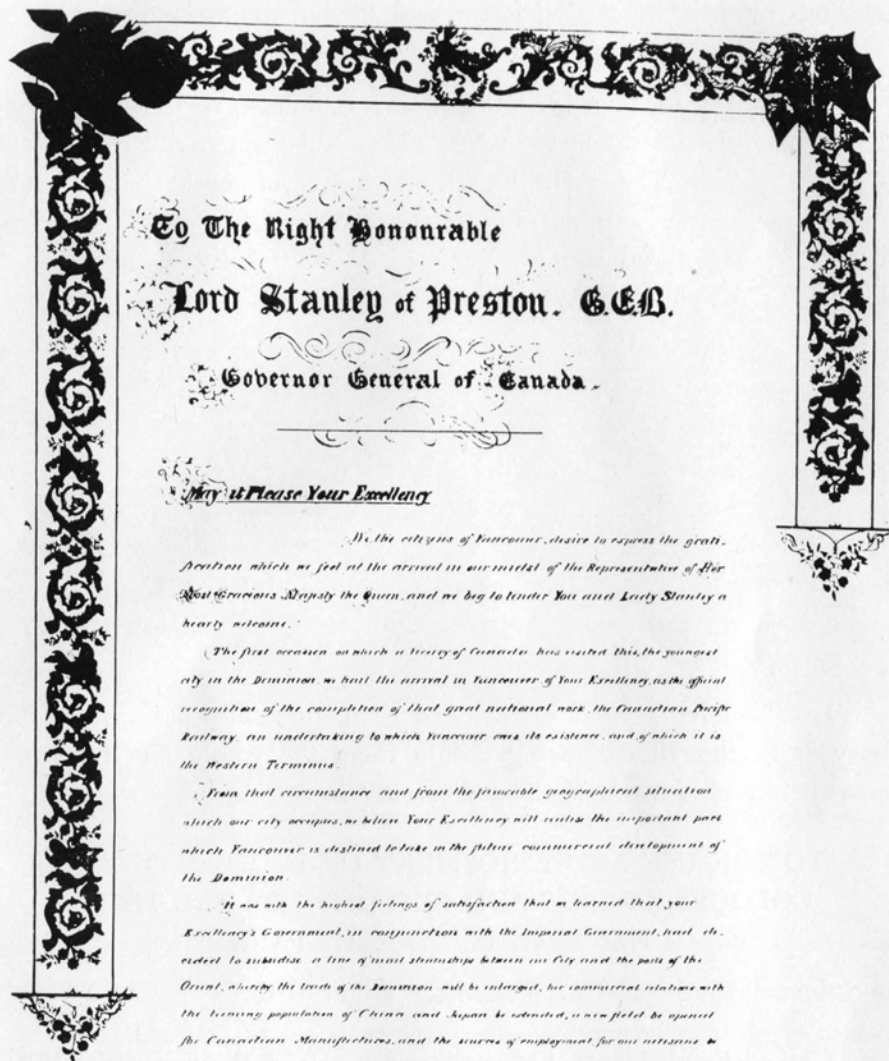 To The Right Honourable
Lord Stanley of Preston. G.C.B.
Governor General of Canada.
May it Please Your Excellency
We the citizens of Vancouver, desire to express the grati-
fication which we feel at the arrival in our midst of the Representative of Her
Most Gracious Majesty the Queen, and we beg to tender You and Lady Stanley a
hearty welcome.
The first occasion on which a Viceroy of Canada has visited this, the youngest
city in the Dominion, we hail the arrival in Vancouver of Your Excellency, as the official
recognition of the completion of that great national work, the Canadian Pacific
Railway, an undertaking to which Vancouver owes its existence, and of which it is
the Western Terminus.
From that circumstance and from the favorable geographical situation
which our city occupies, we believe Your Excellency will realise the important part
which Vancouver is destined to take in the future commercial development of
the Dominion.
It was with the highest feelings of satisfaction that we learned that your
Excellency's Government, in conjunction with the Imperial Government, had de-
cided to subsidise a line of mail steamships between our City and the ports of the
Orient, whereby the trade of the Dominion will be enlarged, her commercial relations with
the teeming population of China and Japan be extended, a new field be opened
for Canadian Manufactures, and the sources of employment for our artisans be